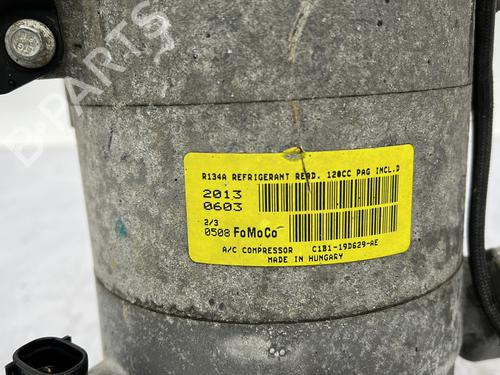 R134A REFRIGERANT REQD. 120CC PAG INCL.D
2013
0603
2/3
0508 FoMoCo
A/C COMPRESSOR C1B1-19D629-AE
MADE IN HUNGARY
B-PARTS